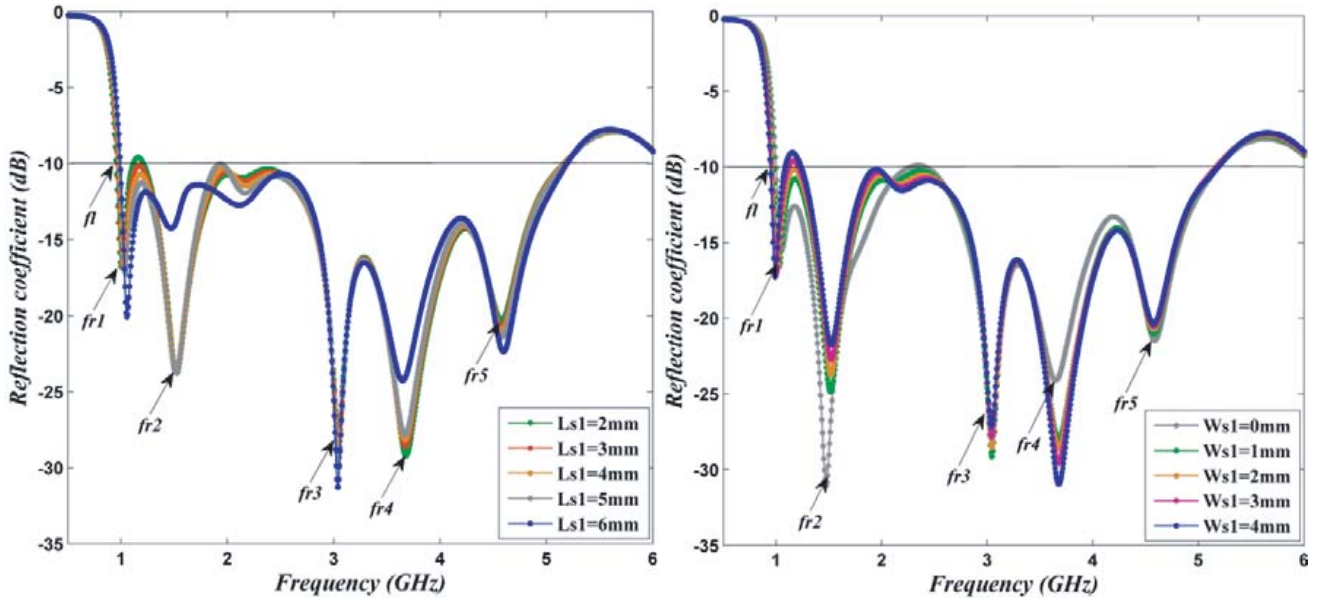 0
-5
-10
-15
-20
-25
-30
-35
Reflection coefficient (dB)
fl
fr1
fr2
fr3
fr4
fr5
Ls1=2mm
Ls1=3mm
Ls1=4mm
Ls1=5mm
Ls1=6mm
1 2 3 4 5 6
Frequency (GHz)
0
-5
-10
-15
-20
-25
-30
-35
Reflection coefficient (dB)
fl
fr1
fr2
fr3
fr4
fr5
Ws1=0mm
Ws1=1mm
Ws1=2mm
Ws1=3mm
Ws1=4mm
1 2 3 4 5 6
Frequency (GHz)